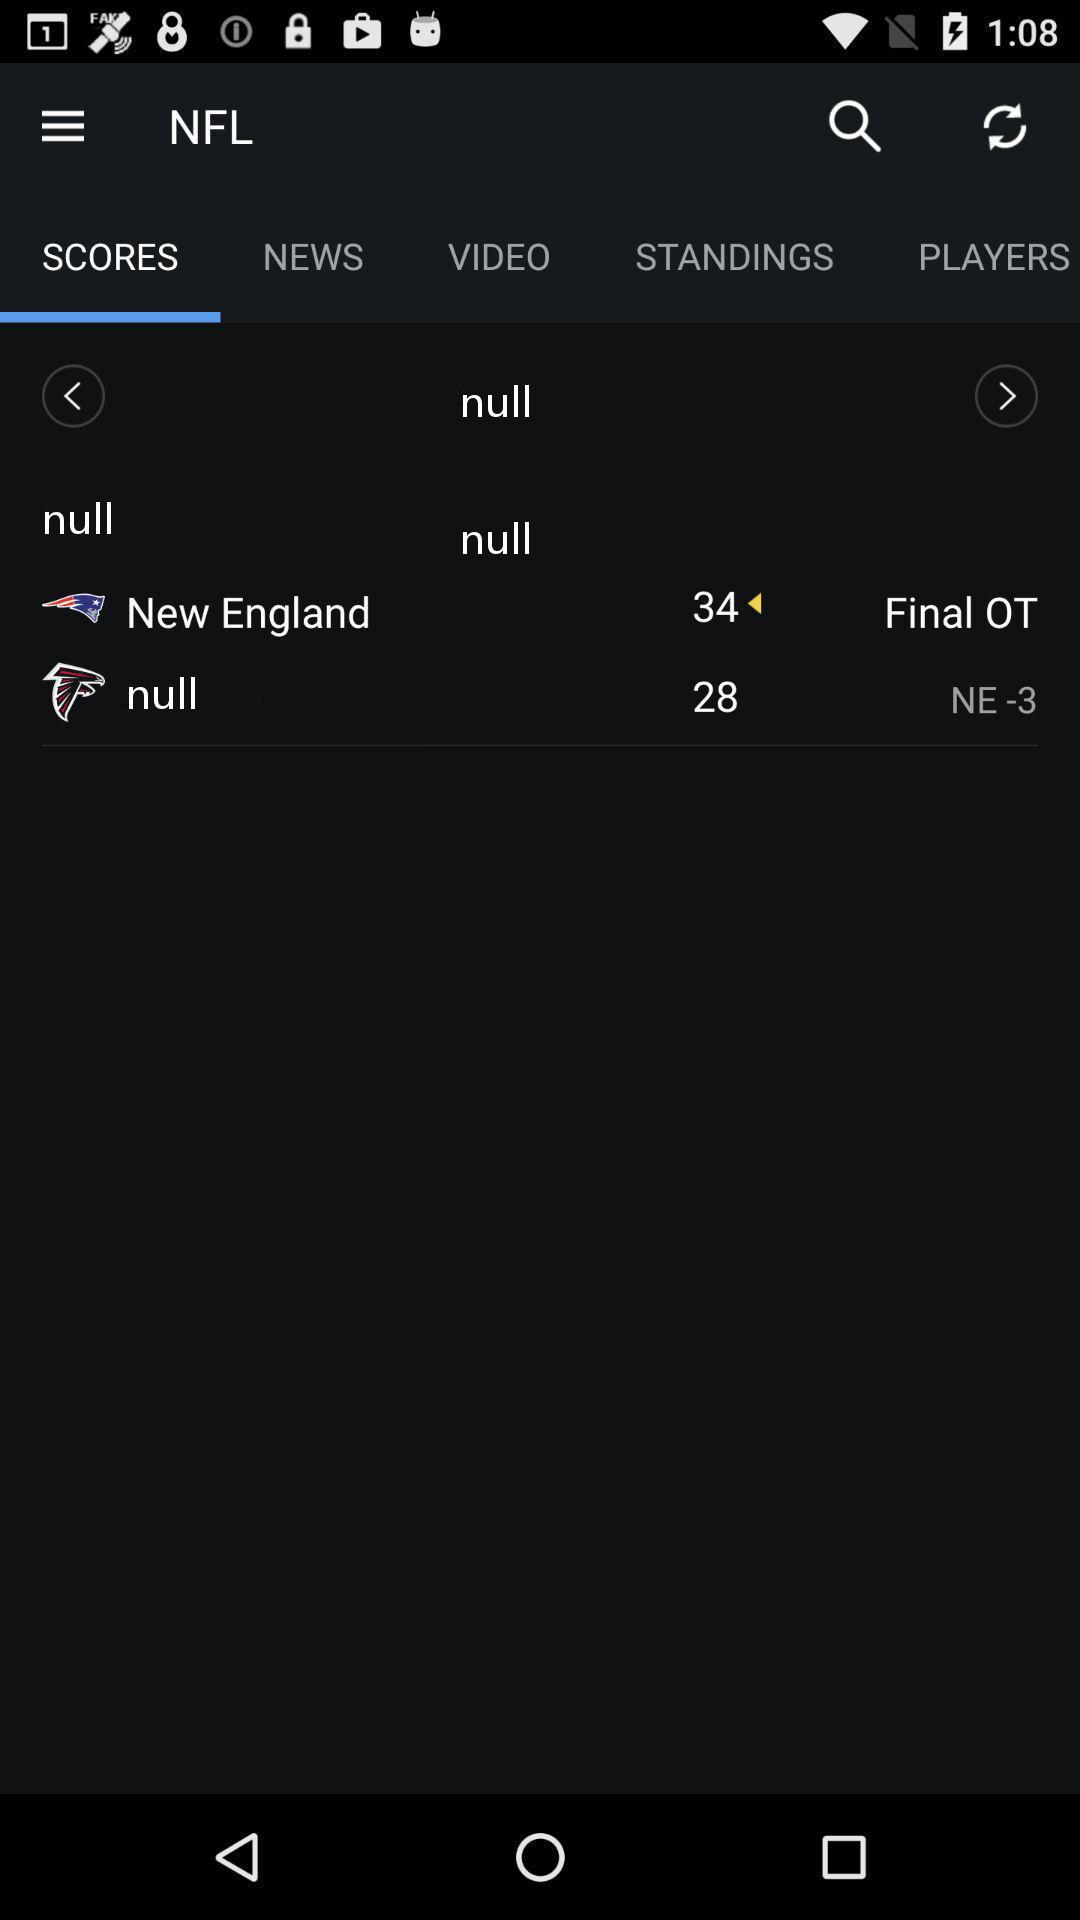 1:08
NFL
SCORES NEWS VIDEO STANDINGS PLAYERS
null
null
null
New England 34 Final OT
null 28 NE -3